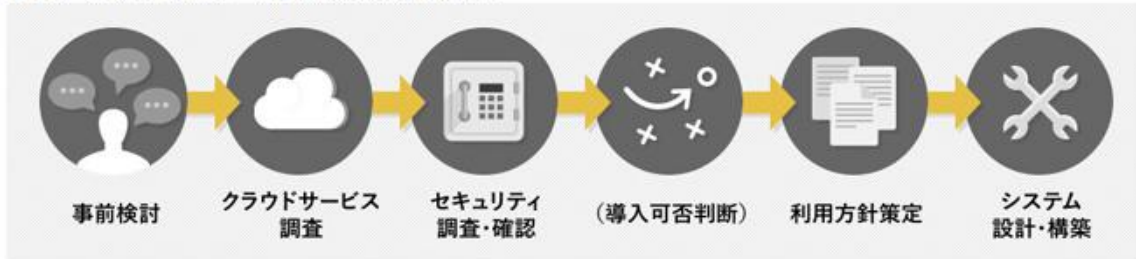 事前検討
クラウドサービス
調査
セキュリティ
調査・確認
（導入可否判断）
利用方針策定
システム
設計・構築